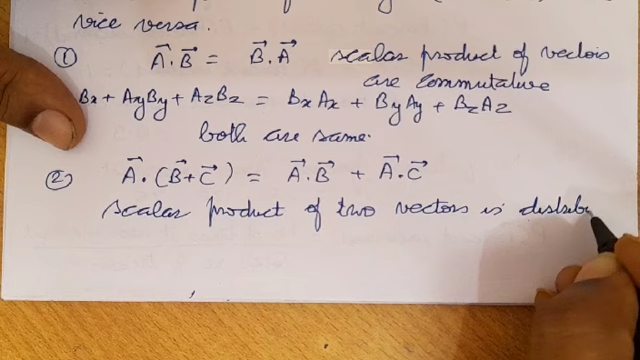 vice versa.
① A⃗.B⃗ = B⃗.A⃗ scalar product of vectors
are commutative
Bx + AyBy + AzBz = BxAx + ByAy + BzAz
both are same.
② A⃗.(B⃗+C⃗) = A⃗.B⃗ + A⃗.C⃗
scalar product of two vectors is distribu